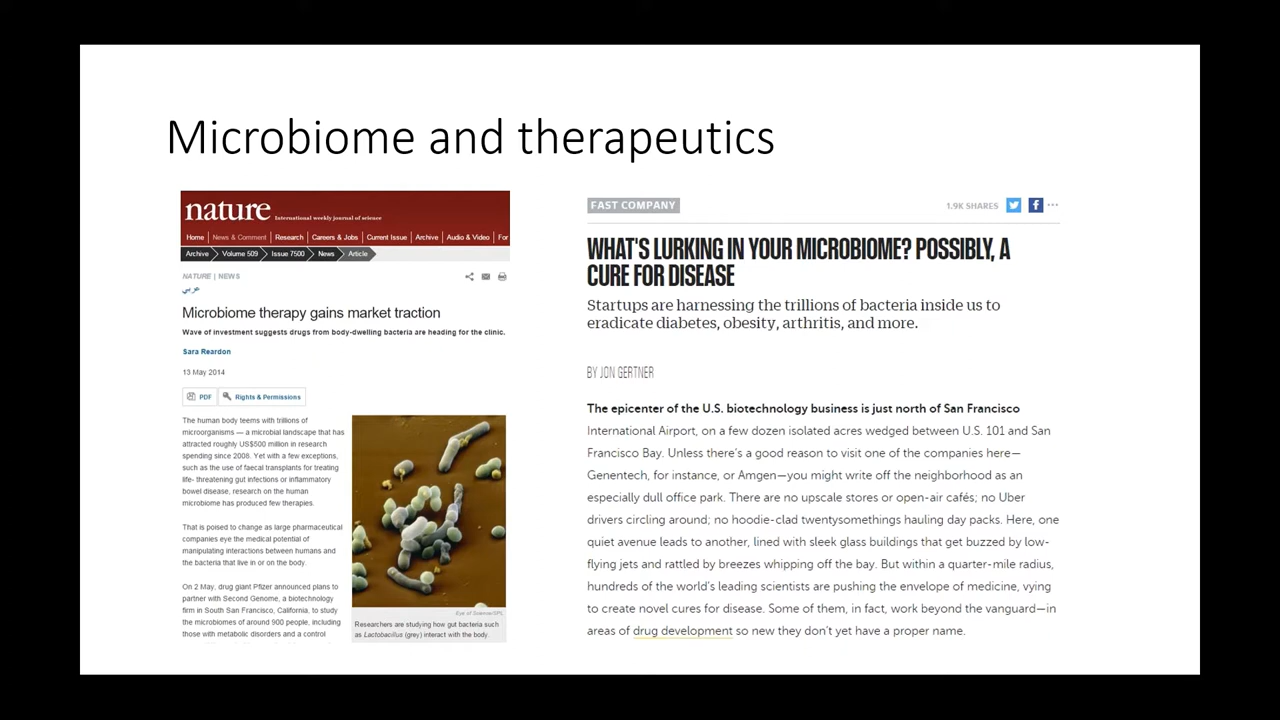 Microbiome and therapeutics
nature International weekly journal of science
Home News & Comment Research Careers & Jobs Current Issue Archive Audio & Video For
Archive Volume 509 Issue 7500 News Article
NATURE | NEWS
عربي
Microbiome therapy gains market traction
Wave of investment suggests drugs from body-dwelling bacteria are heading for the clinic.
Sara Reardon
13 May 2014
PDF Rights & Permissions
The human body teems with trillions of
microorganisms — a microbial landscape that has
attracted roughly US$500 million in research
spending since 2008. Yet with a few exceptions,
such as the use of faecal transplants for treating
life- threatening gut infections or inflammatory
bowel disease, research on the human
microbiome has produced few therapies.
That is poised to change as large pharmaceutical
companies eye the medical potential of
manipulating interactions between humans and
the bacteria that live in or on the body.
On 2 May, drug giant Pfizer announced plans to
partner with Second Genome, a biotechnology
firm in South San Francisco, California, to study
the microbiomes of around 900 people, including
those with metabolic disorders and a control
Eye of Science/SPL
Researchers are studying how gut bacteria such
as Lactobacillus (grey) interact with the body.
FAST COMPANY 1.9K SHARES
WHAT'S LURKING IN YOUR MICROBIOME? POSSIBLY, A
CURE FOR DISEASE
Startups are harnessing the trillions of bacteria inside us to
eradicate diabetes, obesity, arthritis, and more.
BY JON GERTNER
The epicenter of the U.S. biotechnology business is just north of San Francisco
International Airport, on a few dozen isolated acres wedged between U.S. 101 and San
Francisco Bay. Unless there's a good reason to visit one of the companies here—
Genentech, for instance, or Amgen—you might write off the neighborhood as an
especially dull office park. There are no upscale stores or open-air cafés; no Uber
drivers circling around; no hoodie-clad twentysomethings hauling day packs. Here, one
quiet avenue leads to another, lined with sleek glass buildings that get buzzed by low-
flying jets and rattled by breezes whipping off the bay. But within a quarter-mile radius,
hundreds of the world's leading scientists are pushing the envelope of medicine, vying
to create novel cures for disease. Some of them, in fact, work beyond the vanguard—in
areas of drug development so new they don't yet have a proper name.